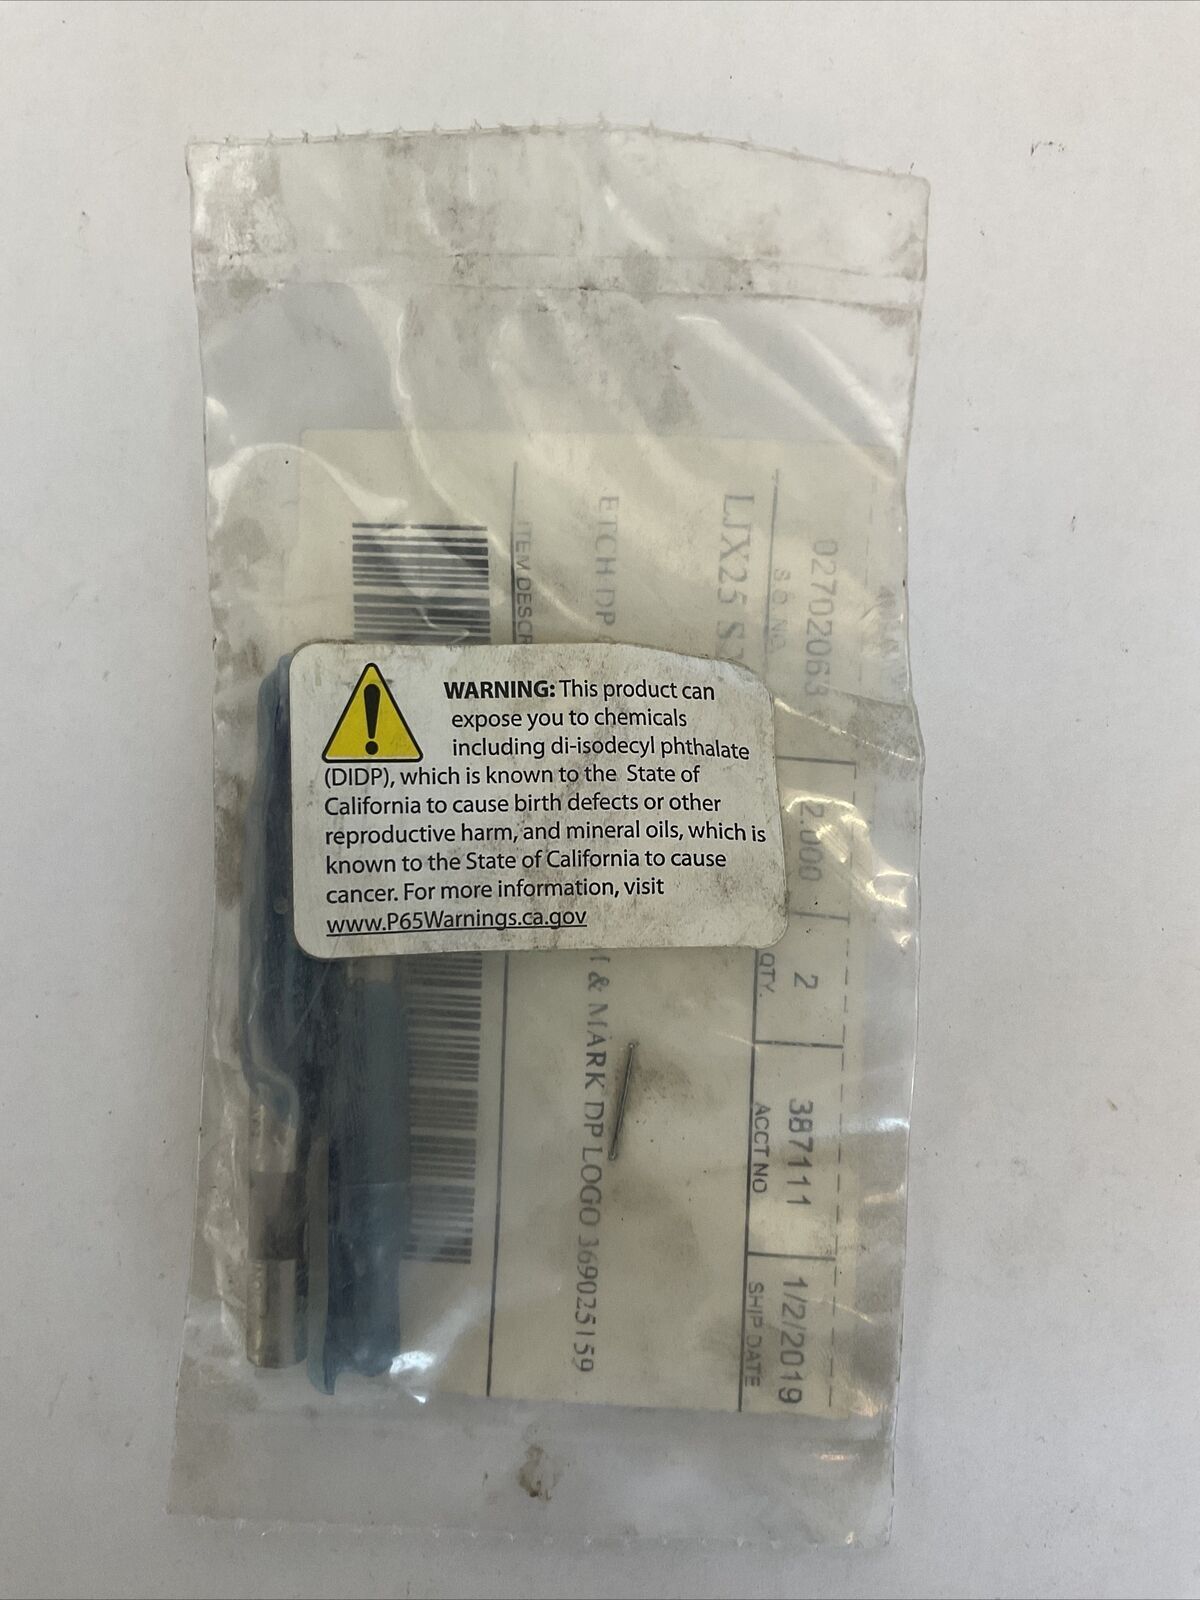 WARNING: This product can
expose you to chemicals
including di-isodecyl phthalate
(DIDP), which is known to the State of
California to cause birth defects or other
reproductive harm, and mineral oils, which is
known to the State of California to cause
cancer. For more information, visit
www.P65Warnings.ca.gov
02702063 2.000 2 387111 1/2/2019
S O NO. QTY. ACCT NO SHIP DATE
LJX25
ETCH DP & MARK DP LOGO 369025159
ITEM DESCR